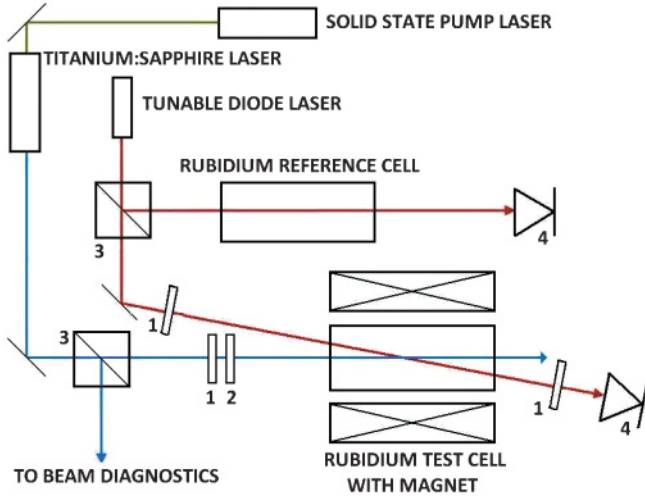 SOLID STATE PUMP LASER
TITANIUM:SAPPHIRE LASER
TUNABLE DIODE LASER
RUBIDIUM REFERENCE CELL
3
4
1
3
1
2
1
4
TO BEAM DIAGNOSTICS
RUBIDIUM TEST CELL
WITH MAGNET